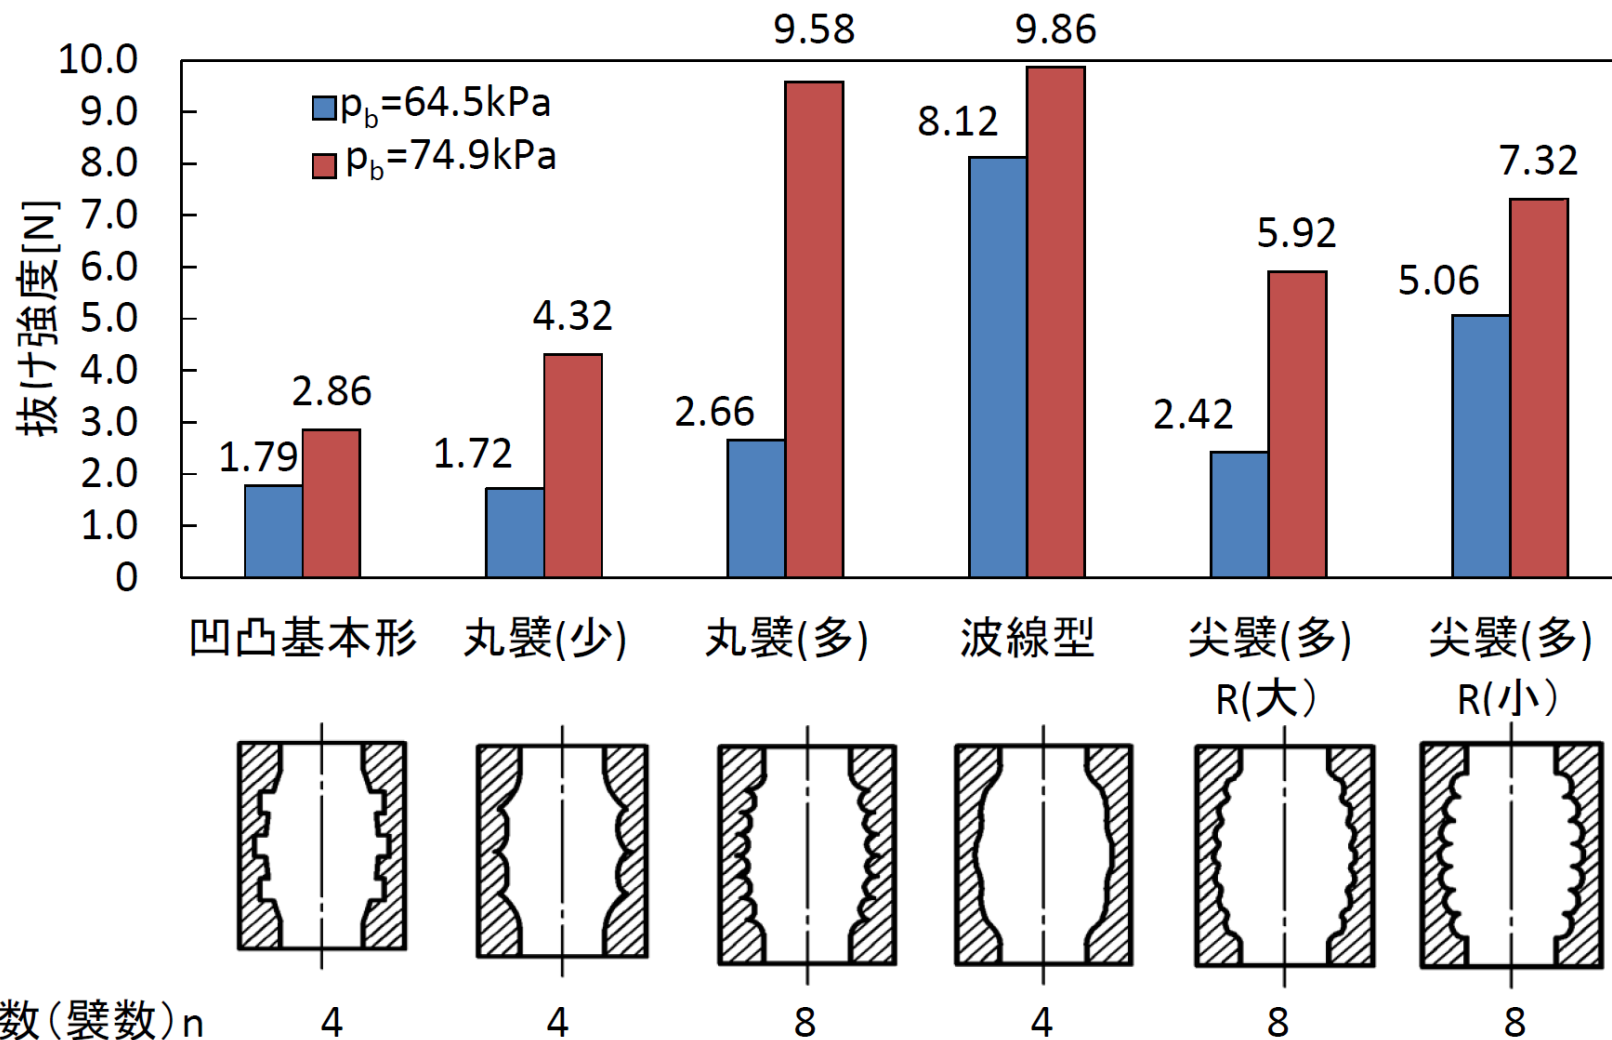 9.58
9.86
10.0
9.0
8.0
7.0
6.0
5.0
4.0
3.0
2.0
1.0
0
抜け強度[N]
pb=64.5kPa
pb=74.9kPa
1.79
2.86
1.72
4.32
2.66
8.12
2.42
5.92
5.06
7.32
凹凸基本形
丸襞(少)
丸襞(多)
波線型
尖襞(多)
R(大)
尖襞(多)
R(小)
数(襞数)n
4
4
8
4
8
8